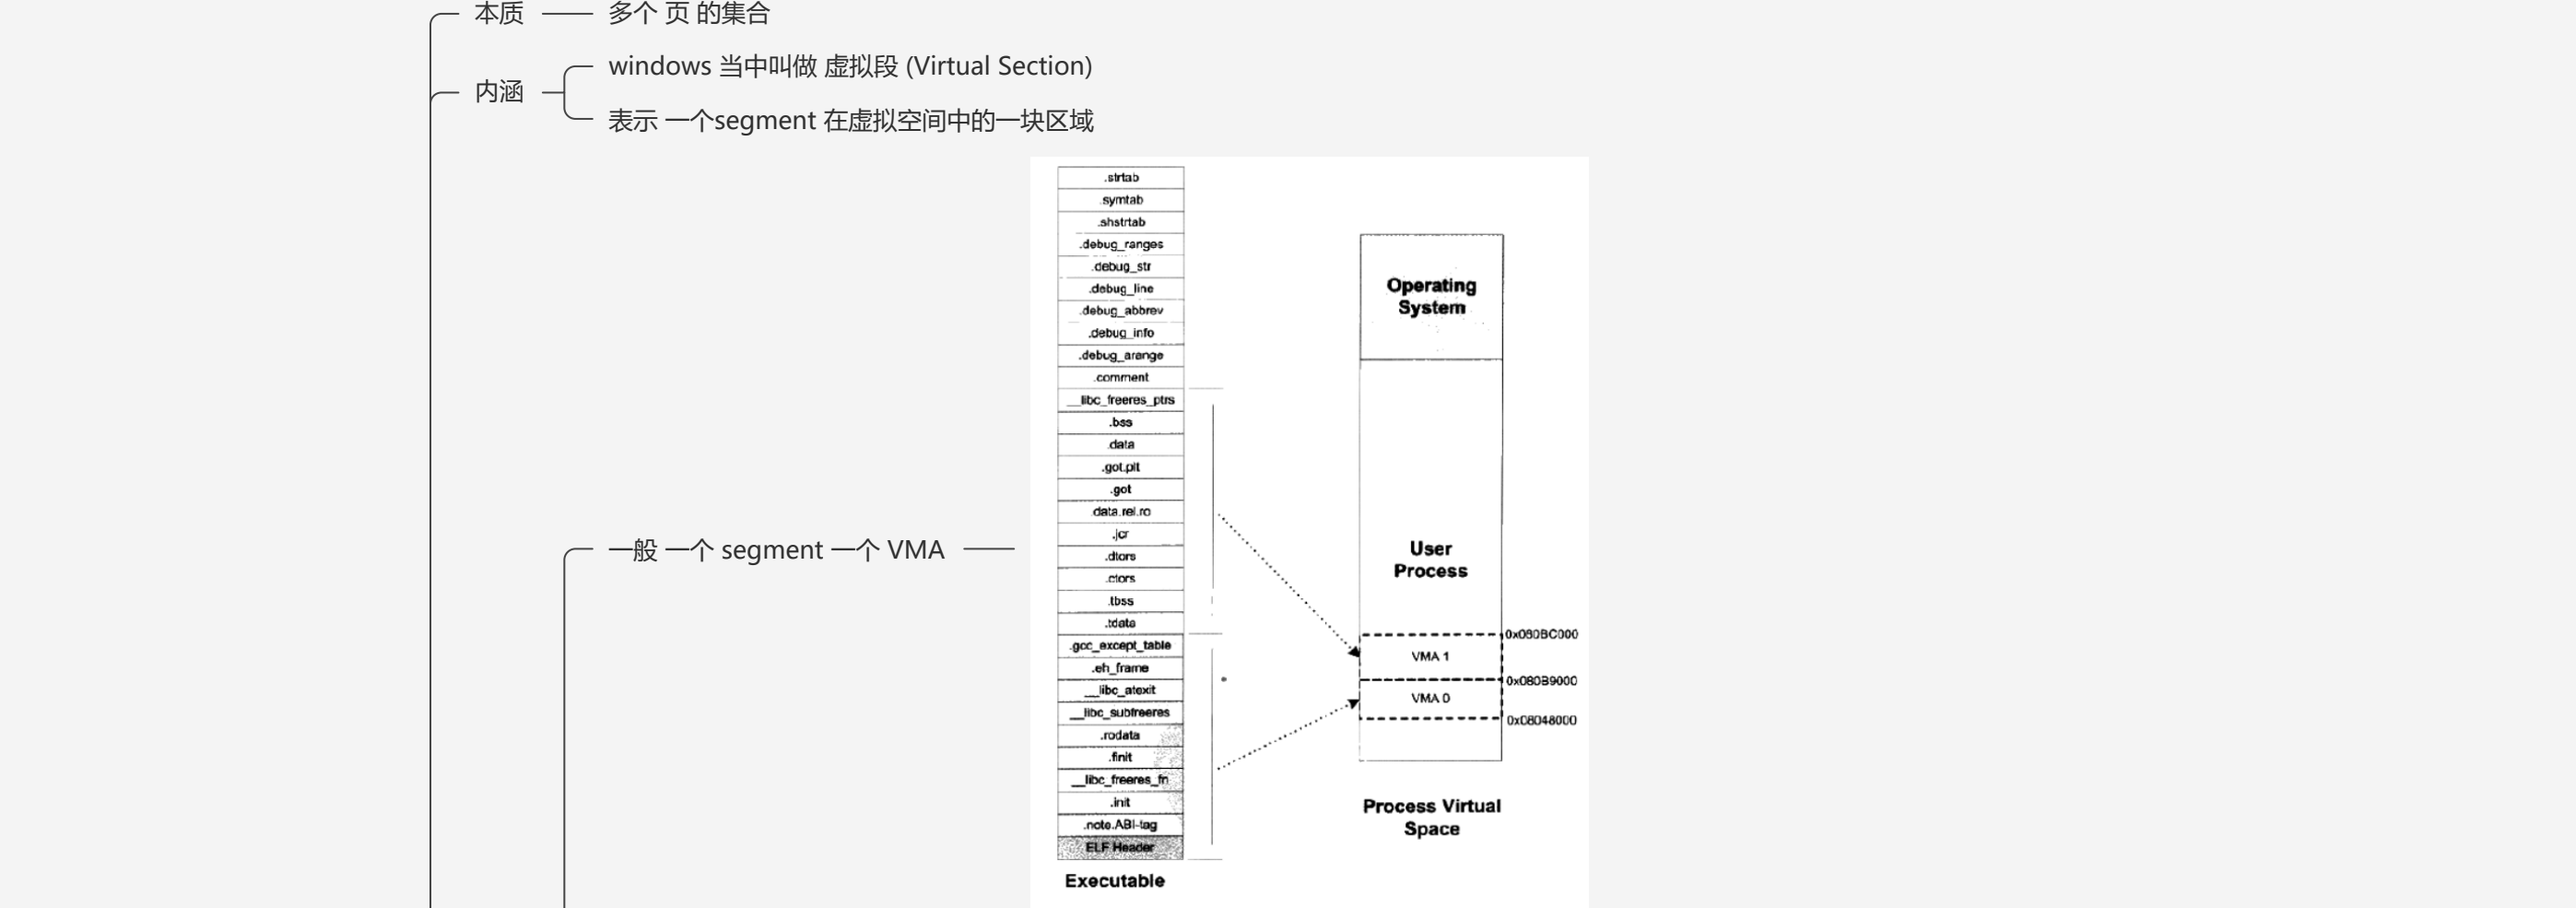 本质
多个 页 的集合
内涵
windows 当中叫做 虚拟段 (Virtual Section)
表示 一个segment 在虚拟空间中的一块区域
一般 一个 segment 一个 VMA
.strtab
.symtab
.shstrtab
.debug_ranges
.debug_str
.debug_line
.debug_abbrev
.debug_info
.debug_arange
.comment
__libc_freeres_ptrs
.bss
.data
.got.plt
.got
.data.rel.ro
.jcr
.dtors
.ctors
.tbss
.tdata
.gcc_except_table
.eh_frame
__libc_atexit
__libc_subfreeres
.rodata
.finit
__libc_freeres_fn
.init
.note.ABI-tag
ELF Header
Executable
Operating
System
User
Process
0x080BC000
VMA 1
0x080B9000
VMA 0
0x08048000
Process Virtual
Space